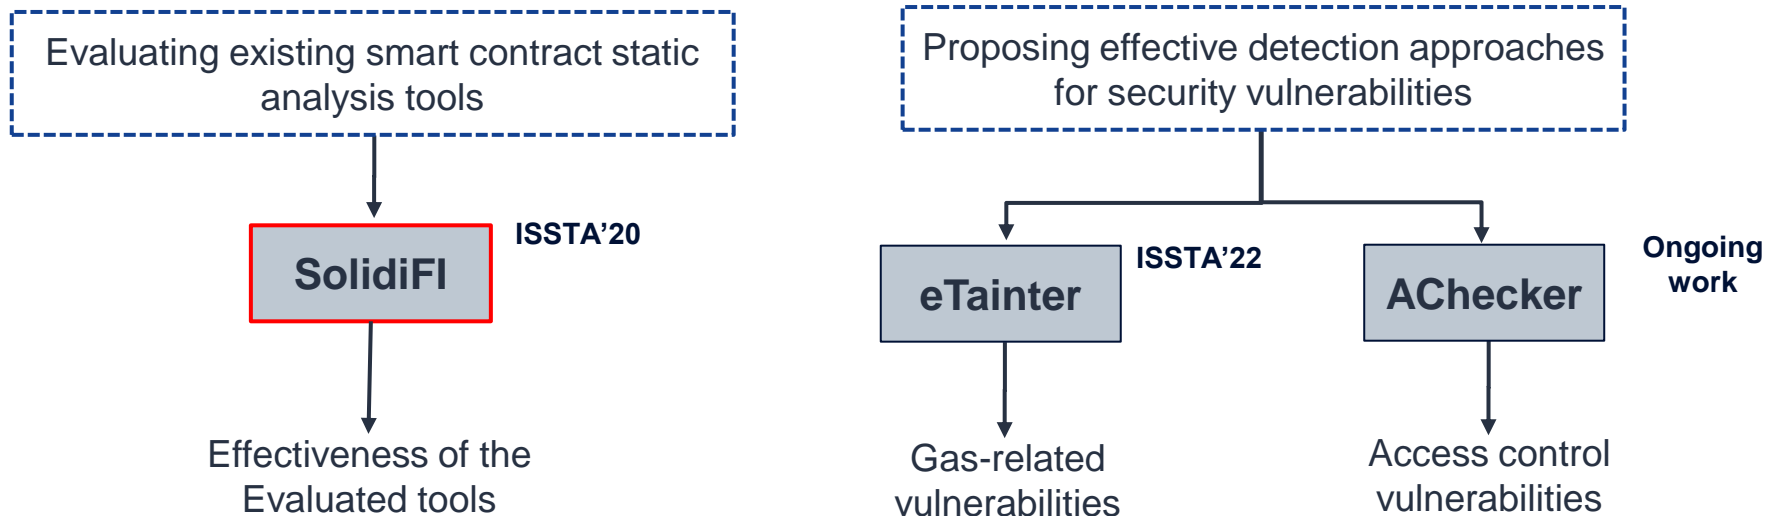 Evaluating existing smart contract static
analysis tools
SolidiFI
ISSTA’20
Effectiveness of the
Evaluated tools
Proposing effective detection approaches
for security vulnerabilities
eTainter
ISSTA’22
Gas-related
vulnerabilities
AChecker
Ongoing
work
Access control
vulnerabilities